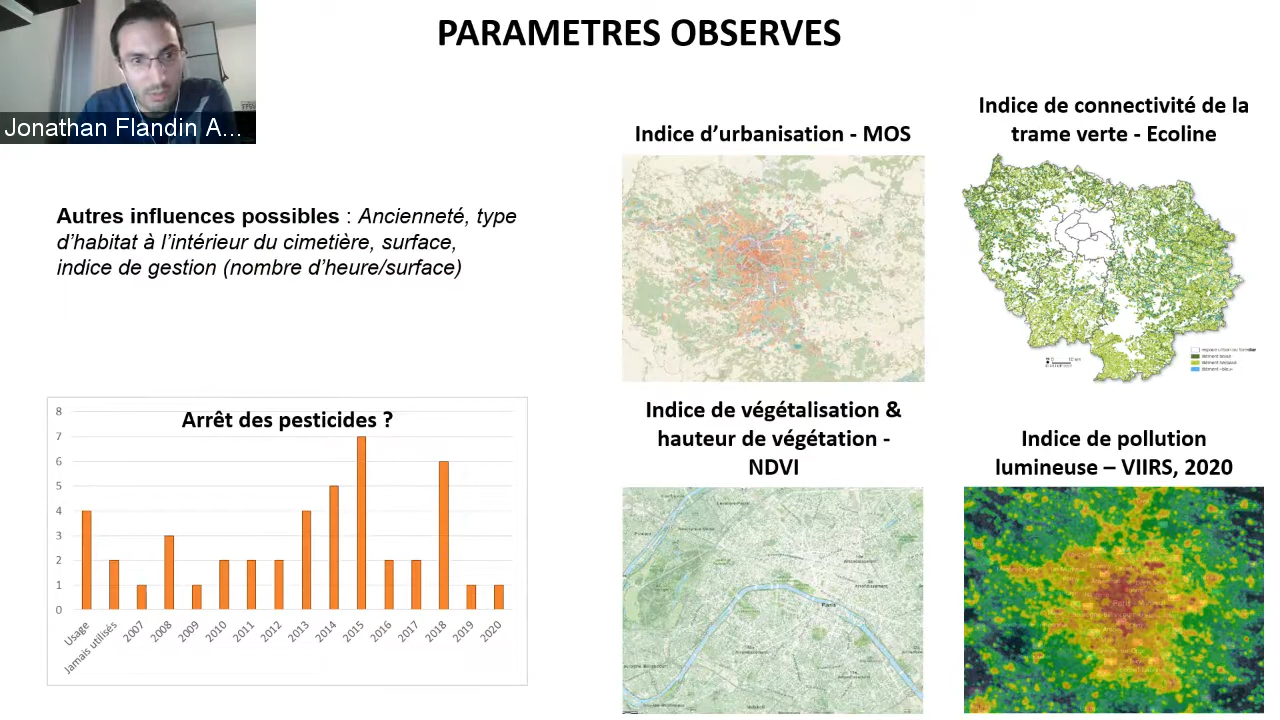 PARAMETRES OBSERVES
Jonathan Flandin A...
Autres influences possibles : Ancienneté, type
d'habitat à l'intérieur du cimetière, surface,
indice de gestion (nombre d'heure/surface)
Arrêt des pesticides ?
8
7
6
5
4
3
2
1
0
Usage
Jamais utilisés
2007
2008
2009
2010
2011
2012
2013
2014
2015
2016
2017
2018
2019
2020
Indice d'urbanisation - MOS
Indice de connectivité de la
trame verte - Ecoline
Indice de végétalisation &
hauteur de végétation -
NDVI
Paris
Indice de pollution
lumineuse – VIIRS, 2020
Paris